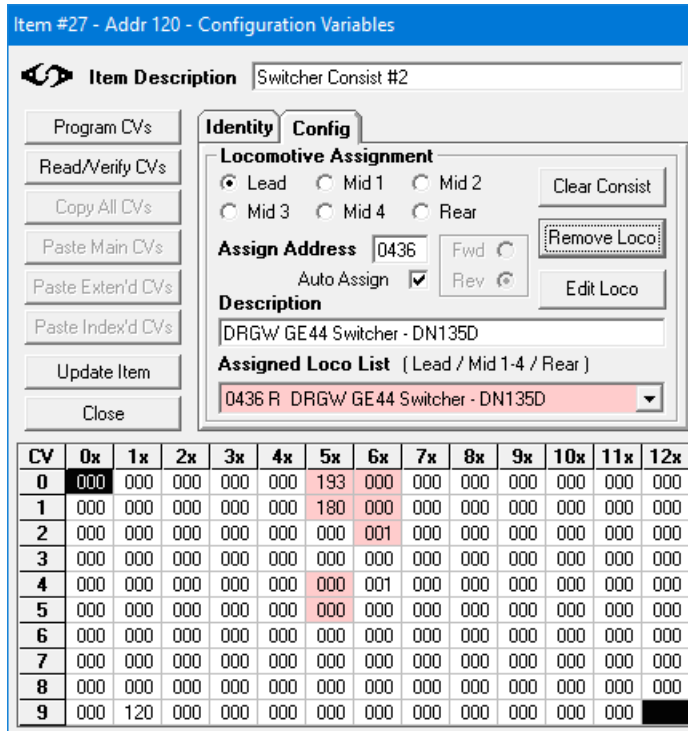 Item #27 - Addr 120 - Configuration Variables
Item Description Switcher Consist #2
Program CVs
Read/Verify CVs
Copy All CVs
Paste Main CVs
Paste Exten'd CVs
Paste Index'd CVs
Update Item
Close
Identity Config
Locomotive Assignment
Lead Mid 1 Mid 2
Mid 3 Mid 4 Rear
Assign Address 0436
Fwd
Rev
Auto Assign
Clear Consist
Remove Loco
Edit Loco
Description
DRGW GE44 Switcher - DN135D
Assigned Loco List ( Lead / Mid 1-4 / Rear )
0436 R DRGW GE44 Switcher - DN135D
CV 0x 1x 2x 3x 4x 5x 6x 7x 8x 9x 10x 11x 12x
0 000 000 000 000 000 193 000 000 000 000 000 000 000
1 000 000 000 000 000 180 000 000 000 000 000 000 000
2 000 000 000 000 000 000 001 000 000 000 000 000 000
3 000 000 000 000 000 000 000 000 000 000 000 000 000
4 000 000 000 000 000 000 001 000 000 000 000 000 000
5 000 000 000 000 000 000 000 000 000 000 000 000 000
6 000 000 000 000 000 000 000 000 000 000 000 000 000
7 000 000 000 000 000 000 000 000 000 000 000 000 000
8 000 000 000 000 000 000 000 000 000 000 000 000 000
9 000 120 000 000 000 000 000 000 000 000 000 000